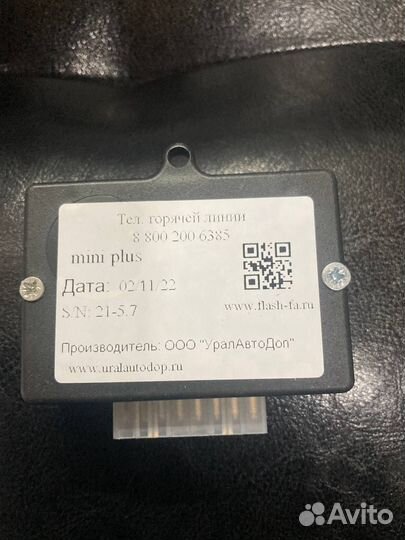 Тел. горячей линии
8 800 200 6385
mini plus
Дата: 02/11/22
S/N: 21-5.7
www.flash-fa.ru
Производитель: ООО "УралАвтоДоп"
www.uralautodop.ru
Avito